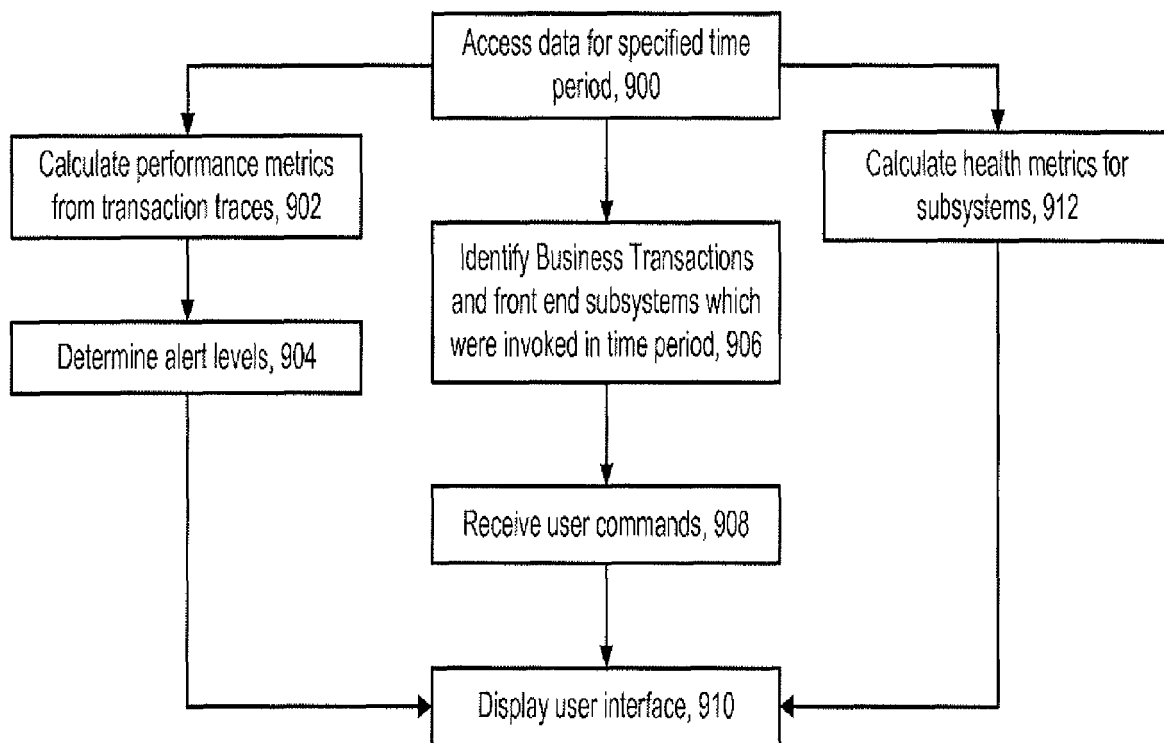 Access data for specified time
period, 900
Calculate performance metrics
from transaction traces, 902
Calculate health metrics for
subsystems, 912
Identify Business Transactions
and front end subsystems which
were invoked in time period, 906
Determine alert levels, 904
Receive user commands, 908
Display user interface, 910